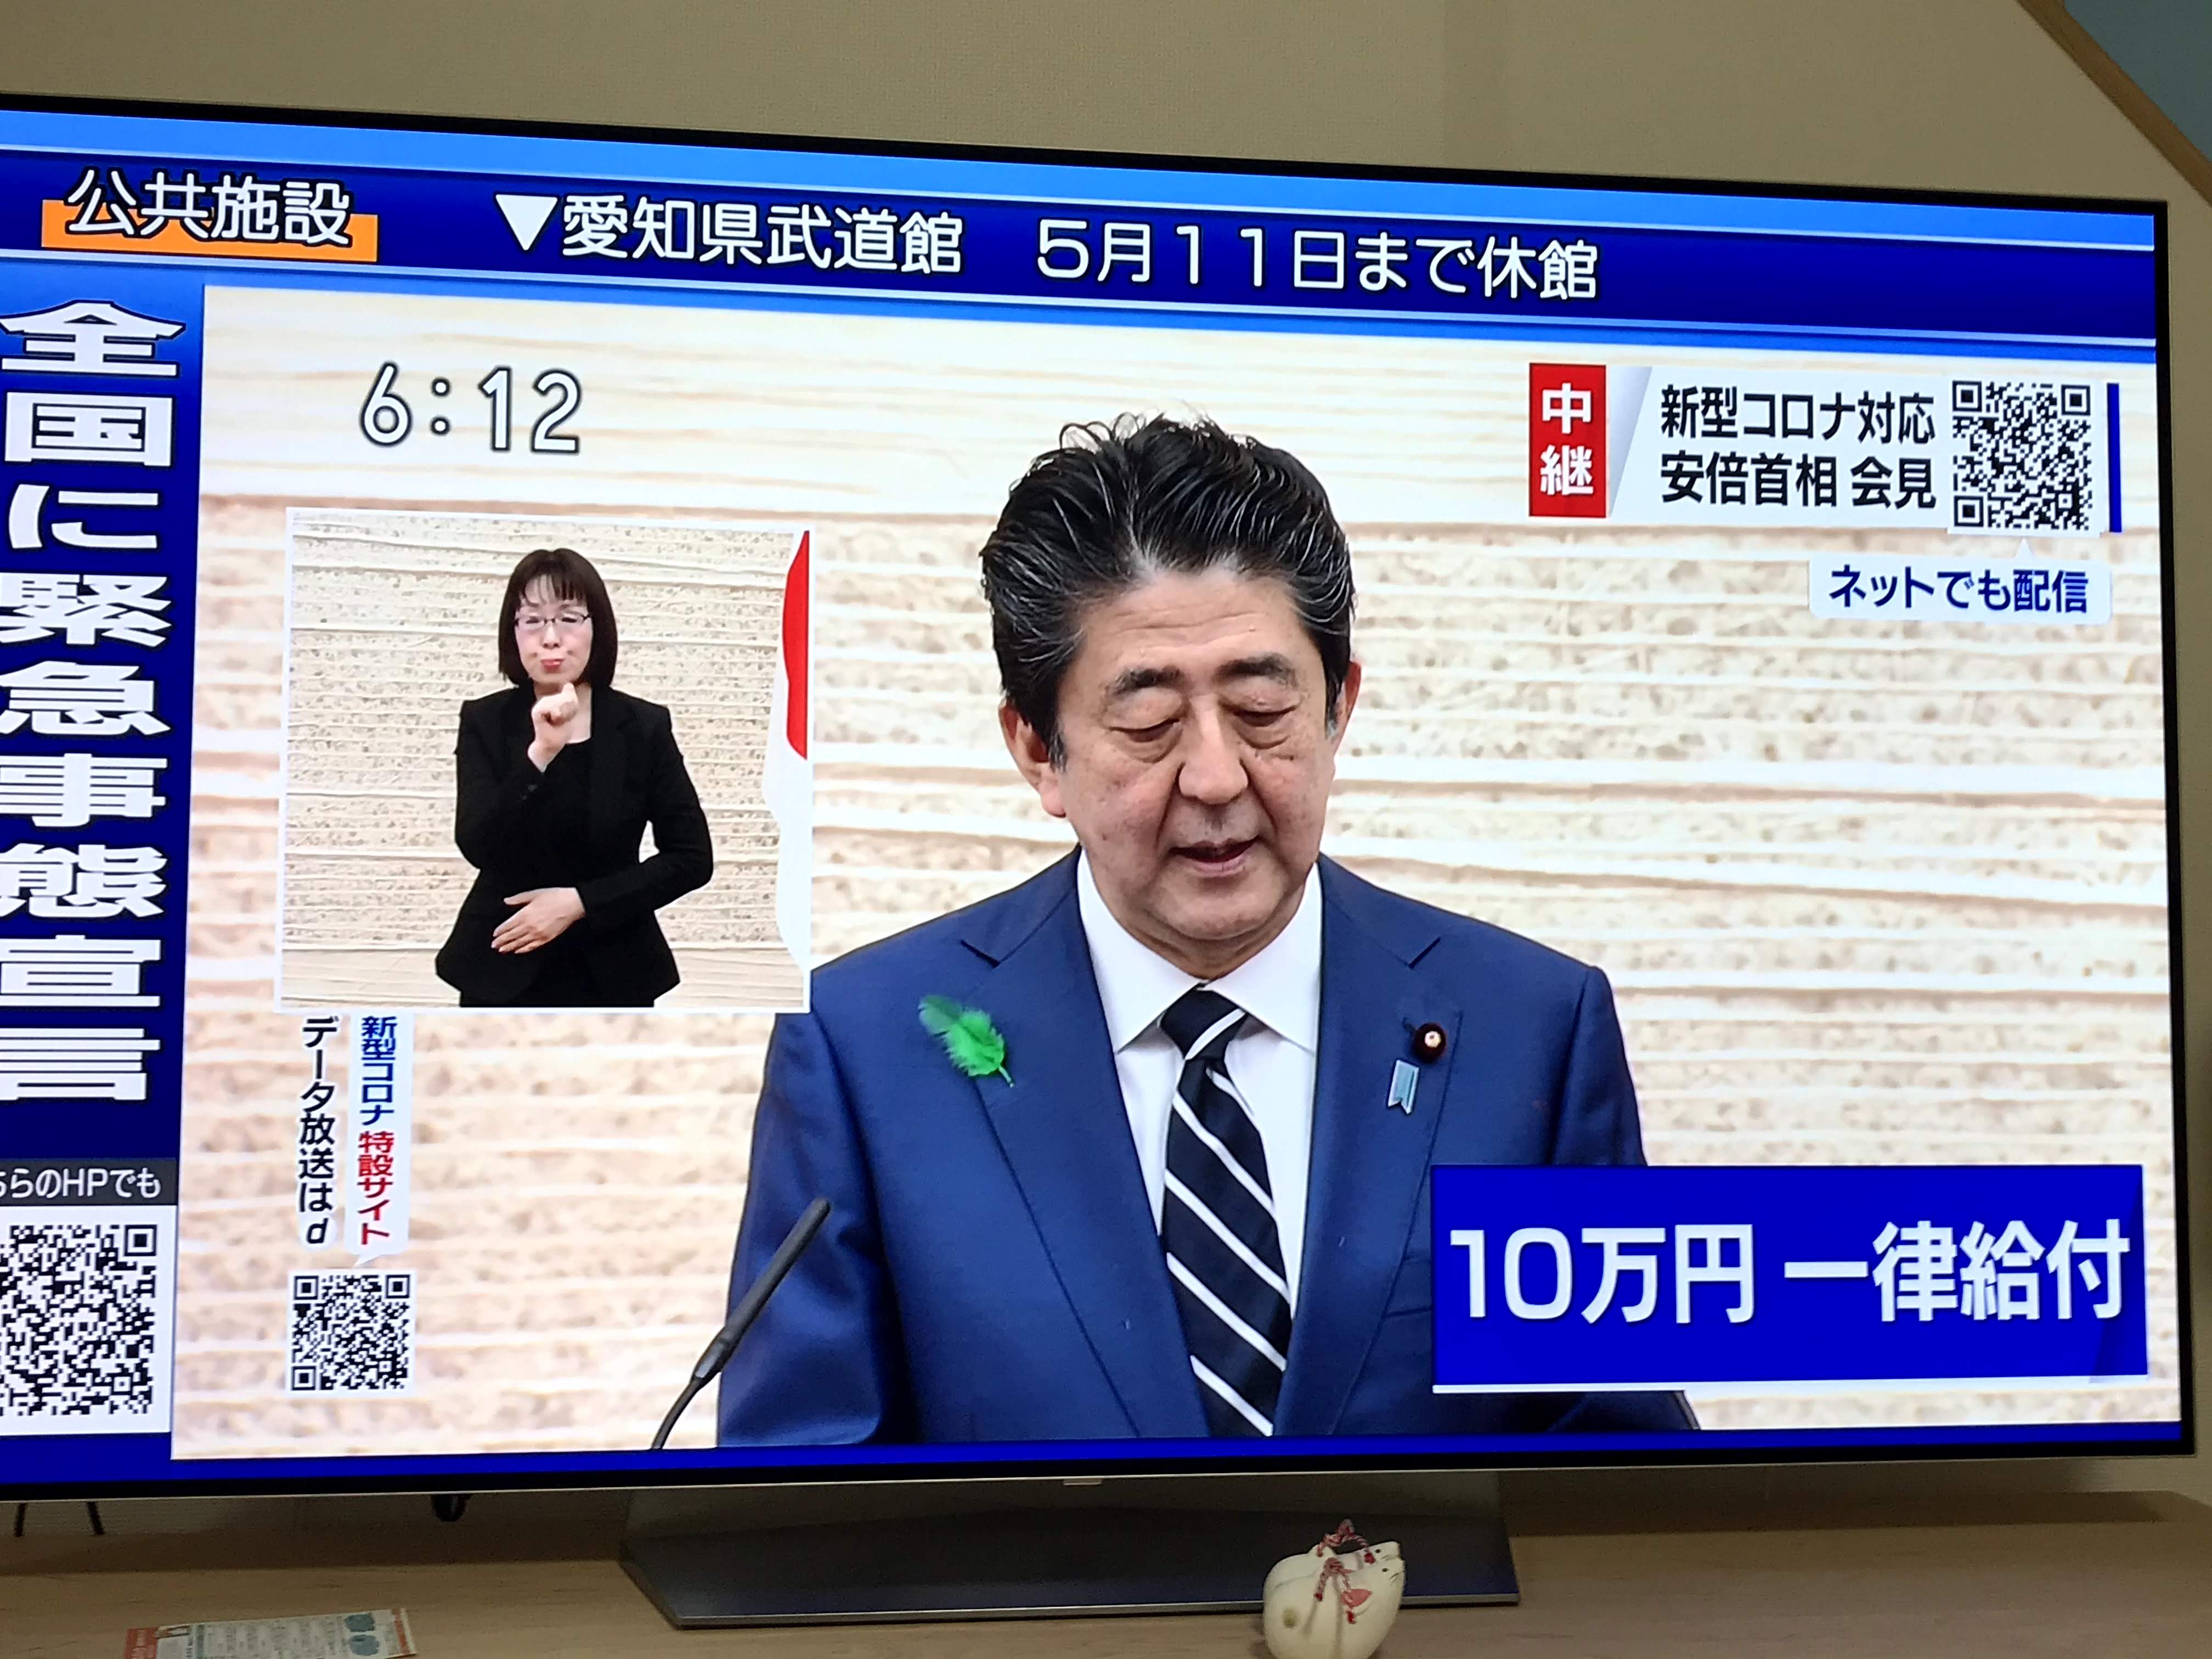 公共施設
▼愛知県武道館　5月11日まで休館
全国に緊急事態宣言
6:12
中継
新型コロナ対応
安倍首相 会見
ネットでも配信
新型コロナ 特設サイト
データ放送は d
らのHPでも
10万円 一律給付